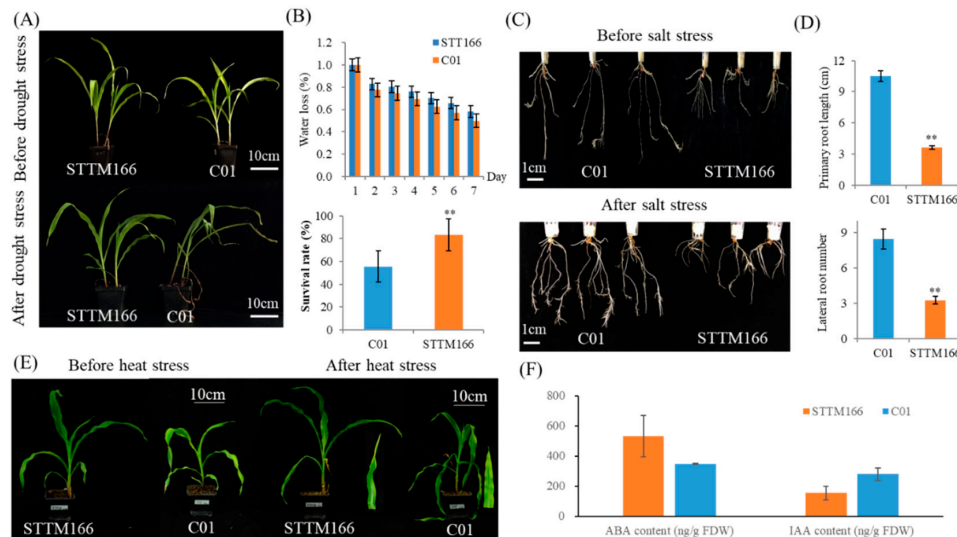 (A)
Before drought stress
STTM166
C01
10cm
After drought stress
STTM166
C01
10cm
(B)
STT166
C01
Water loss (%)
1.2
1.0
0.8
0.6
0.4
0.2
0.0
1 2 3 4 5 6 7 Day
Survival rate (%)
100
80
60
40
20
0
**
C01 STTM166
(C)
Before salt stress
1cm
C01
STTM166
After salt stress
1cm
C01
STTM166
(D)
Primary root length (cm)
12
9
6
3
0
**
C01 STTM166
Lateral root number
9
6
3
0
**
C01 STTM166
(E)
Before heat stress
After heat stress
10cm
10cm
STTM166
C01
STTM166
C01
(F)
800
600
400
200
0
STTM166 C01
ABA content (ng/g FDW) IAA content (ng/g FDW)